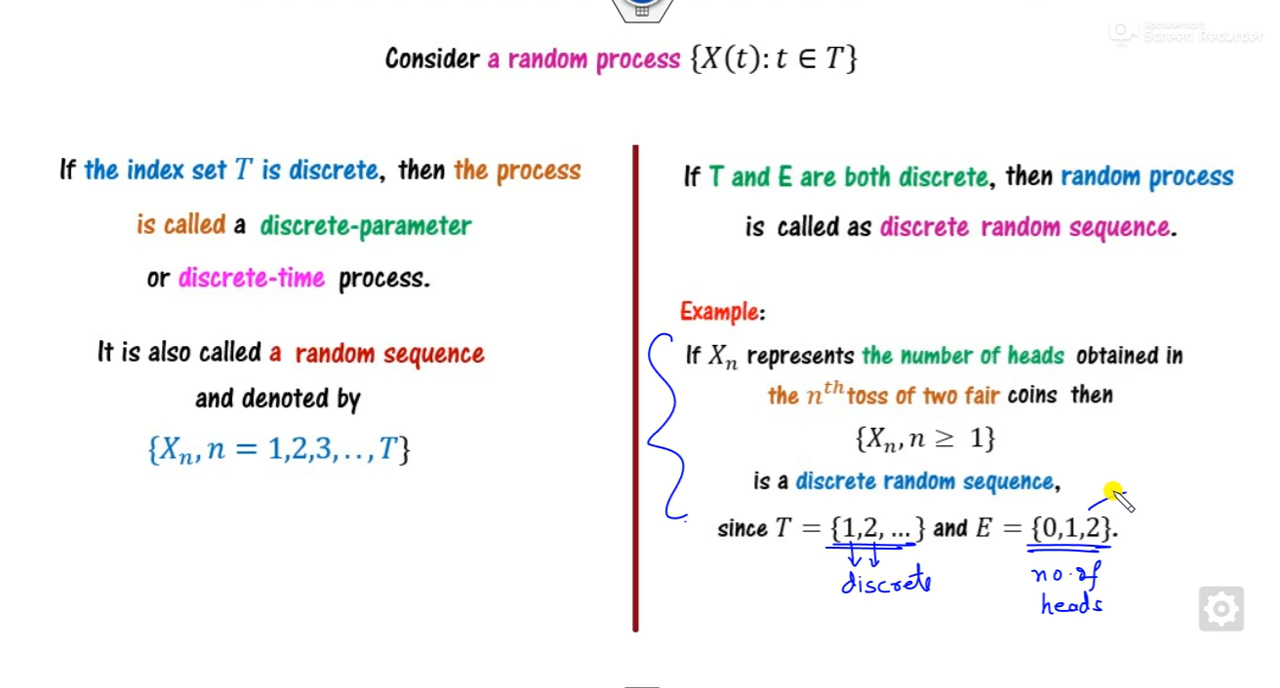 Apowersoft
Screen Recorder
Consider a random process {X(t): t ∈ T}
If the index set T is discrete, then the process
is called a discrete-parameter
or discrete-time process.
It is also called a random sequence
and denoted by
{Xₙ, n = 1,2,3, . . , T}
If T and E are both discrete, then random process
is called as discrete random sequence.
Example:
If Xₙ represents the number of heads obtained in
the nᵗʰ toss of two fair coins then
{Xₙ, n ≥ 1}
is a discrete random sequence,
since T = {1,2, ... } and E = {0,1,2}.
discrete
no. of
heads